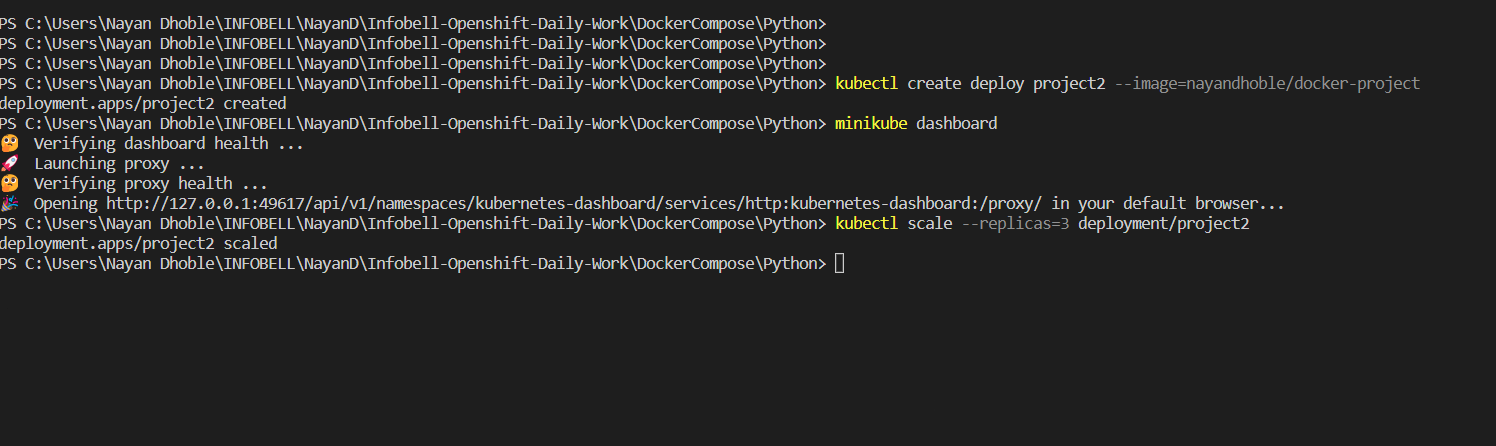 PS C:\Users\Nayan Dhoble\INFOBELL\NayanD\Infobell-Openshift-Daily-Work\DockerCompose\Python>
PS C:\Users\Nayan Dhoble\INFOBELL\NayanD\Infobell-Openshift-Daily-Work\DockerCompose\Python>
PS C:\Users\Nayan Dhoble\INFOBELL\NayanD\Infobell-Openshift-Daily-Work\DockerCompose\Python>
PS C:\Users\Nayan Dhoble\INFOBELL\NayanD\Infobell-Openshift-Daily-Work\DockerCompose\Python> kubectl create deploy project2 --image=nayandhoble/docker-project
deployment.apps/project2 created
PS C:\Users\Nayan Dhoble\INFOBELL\NayanD\Infobell-Openshift-Daily-Work\DockerCompose\Python> minikube dashboard
🤔 Verifying dashboard health ...
🚀 Launching proxy ...
🤔 Verifying proxy health ...
🎉 Opening http://127.0.0.1:49617/api/v1/namespaces/kubernetes-dashboard/services/http:kubernetes-dashboard:/proxy/ in your default browser...
PS C:\Users\Nayan Dhoble\INFOBELL\NayanD\Infobell-Openshift-Daily-Work\DockerCompose\Python> kubectl scale --replicas=3 deployment/project2
deployment.apps/project2 scaled
PS C:\Users\Nayan Dhoble\INFOBELL\NayanD\Infobell-Openshift-Daily-Work\DockerCompose\Python>